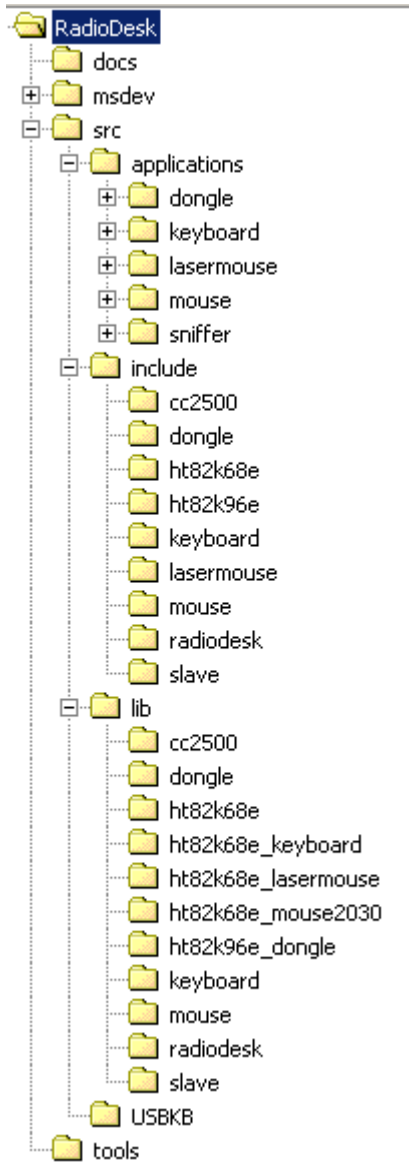 RadioDesk
docs
msdev
src
applications
dongle
keyboard
lasermouse
mouse
sniffer
include
cc2500
dongle
ht82k68e
ht82k96e
keyboard
lasermouse
mouse
radiodesk
slave
lib
cc2500
dongle
ht82k68e
ht82k68e_keyboard
ht82k68e_lasermouse
ht82k68e_mouse2030
ht82k96e_dongle
keyboard
mouse
radiodesk
slave
USBKB
tools